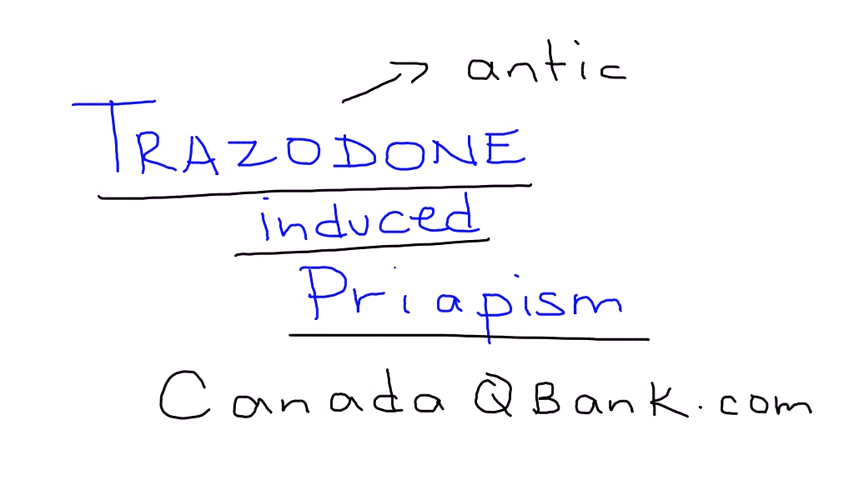 antic
TRAZODONE
induced
Priapism
CanadaQBank.com